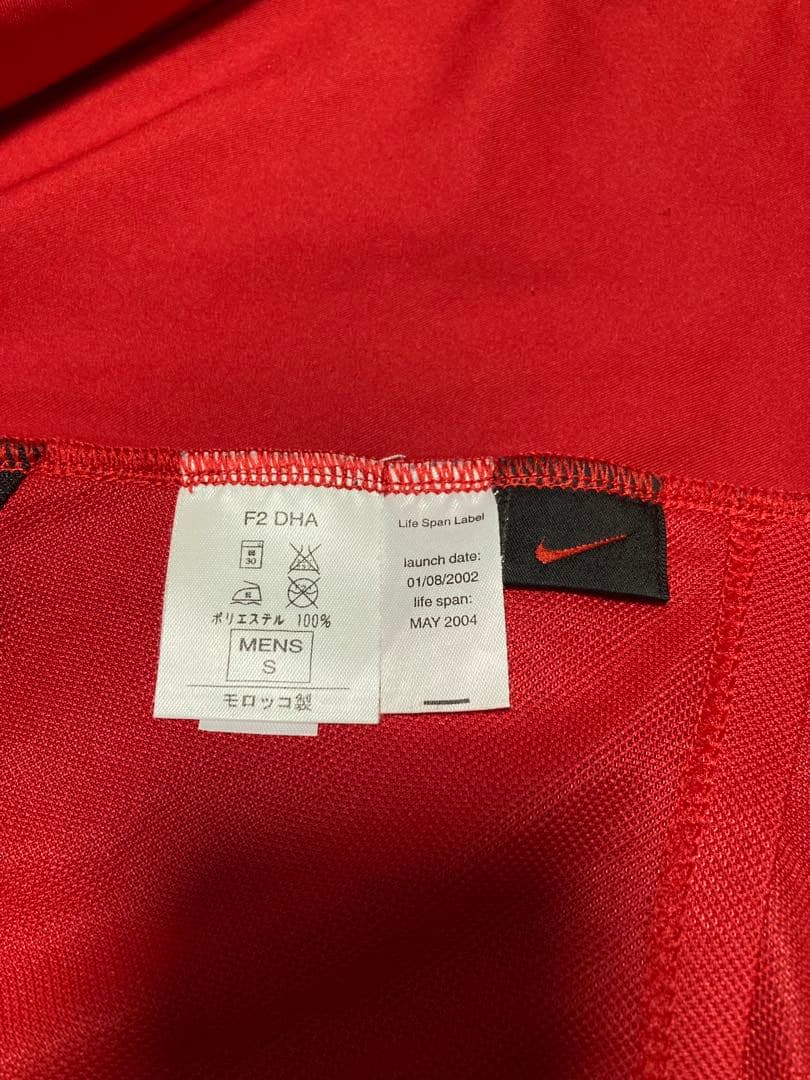 F2 DHA
30
ポリエステル 100%
MENS
S
モロッコ製
Life Span Label
launch date:
01/08/2002
life span:
MAY 2004